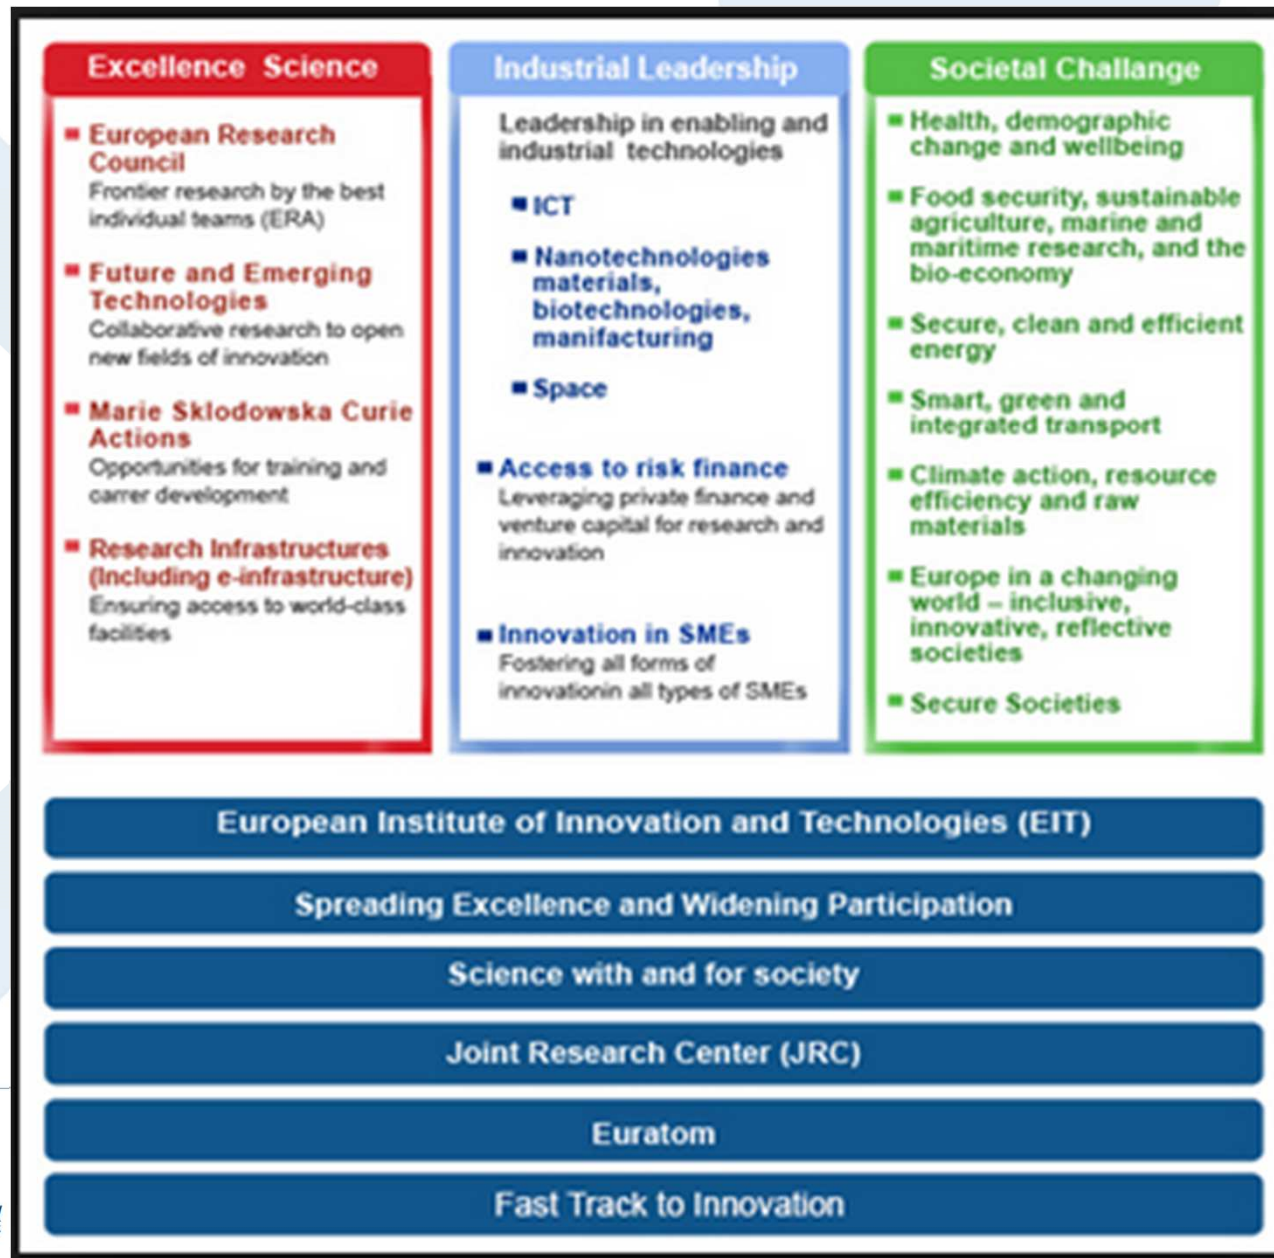 Excellence Science
European Research
Council
Frontier research by the best
individual teams (ERA)
Future and Emerging
Technologies
Collaborative research to open
new fields of innovation
Marie Sklodowska Curie
Actions
Opportunities for training and
carrer development
Research Infrastructures
(Including e-infrastructure)
Ensuring access to world-class
facilities
Industrial Leadership
Leadership in enabling and
industrial technologies
ICT
Nanotechnologies
materials,
biotechnologies,
manifacturing
Space
Access to risk finance
Leveraging private finance and
venture capital for research and
innovation
Innovation in SMEs
Fostering all forms of
innovationin all types of SMEs
Societal Challange
Health, demographic
change and wellbeing
Food security, sustainable
agriculture, marine and
maritime research, and the
bio-economy
Secure, clean and efficient
energy
Smart, green and
integrated transport
Climate action, resource
efficiency and raw
materials
Europe in a changing
world – inclusive,
innovative, reflective
societies
Secure Societies
European Institute of Innovation and Technologies (EIT)
Spreading Excellence and Widening Participation
Science with and for society
Joint Research Center (JRC)
Euratom
Fast Track to Innovation